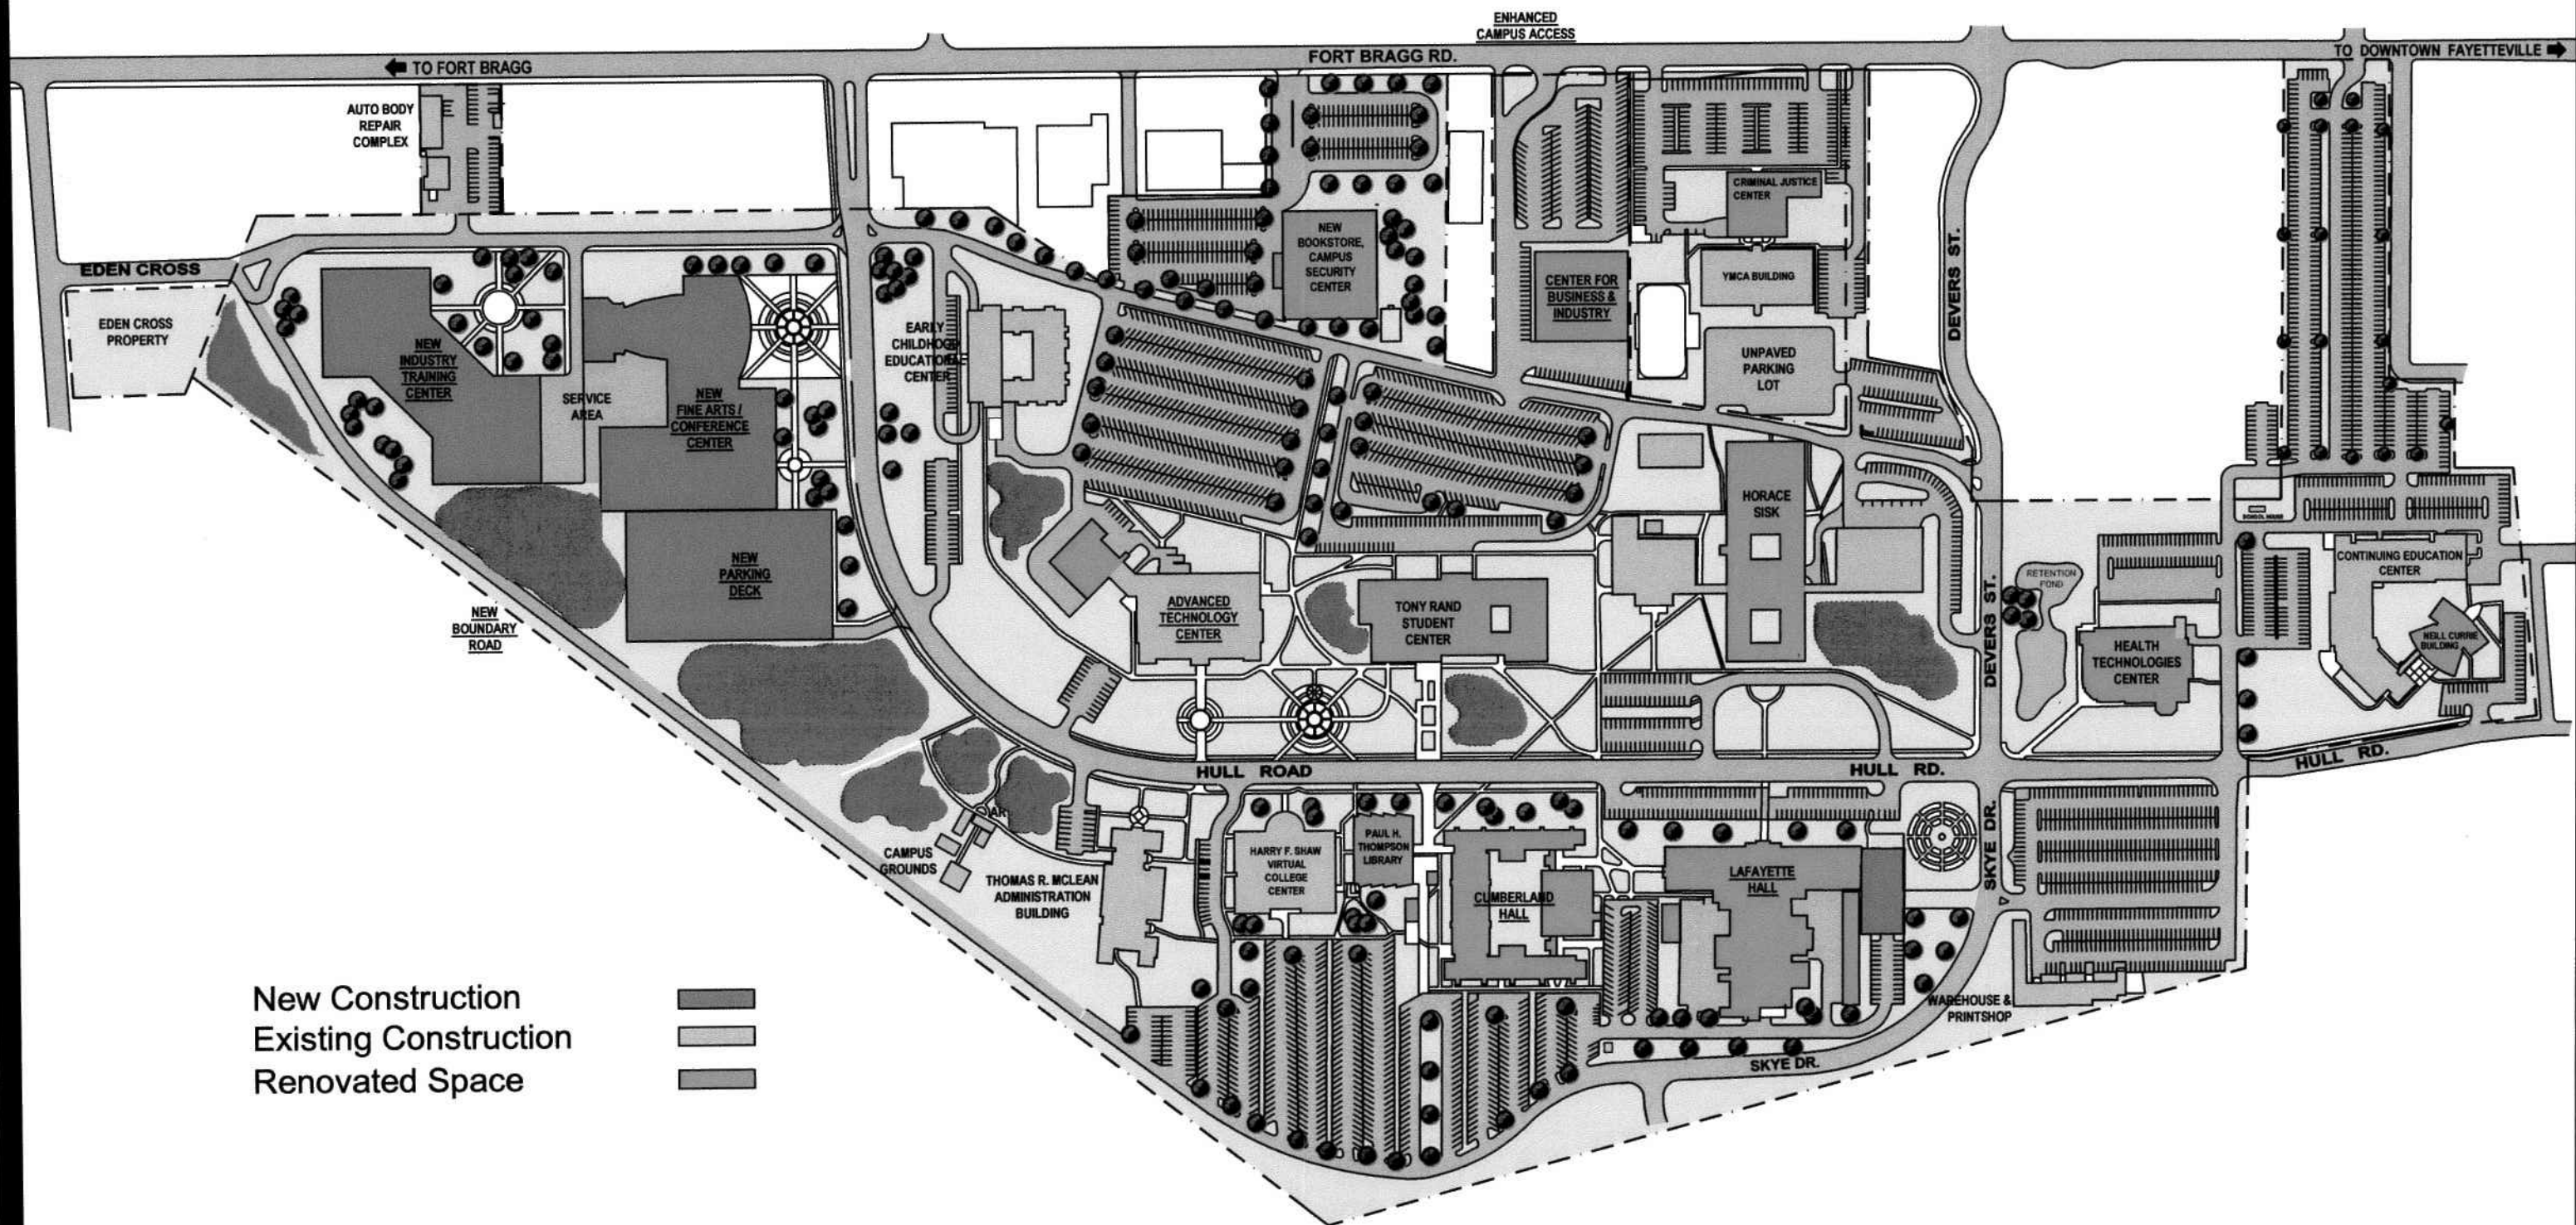 ENHANCED
CAMPUS ACCESS
FORT BRAGG RD.
TO DOWNTOWN FAYETTEVILLE
TO FORT BRAGG
AUTO BODY
REPAIR
COMPLEX
CRIMINAL JUSTICE
CENTER
NEW
BOOKSTORE,
CAMPUS
SECURITY
CENTER
DEVERS ST.
EDEN CROSS
CENTER FOR
BUSINESS &
INDUSTRY
YMCA BUILDING
EDEN CROSS
PROPERTY
EARLY
CHILDHOOD
EDUCATIONAL
CENTER
NEW
INDUSTRY
TRAINING
CENTER
UNPAVED
PARKING
LOT
SERVICE
AREA
NEW
FINE ARTS /
CONFERENCE
CENTER
HORACE
SISK
SCHOOL HOUSE
CONTINUING EDUCATION
CENTER
NEW
PARKING
DECK
RETENTION
POND
DEVERS ST.
NEW
BOUNDARY
ROAD
ADVANCED
TECHNOLOGY
CENTER
TONY RAND
STUDENT
CENTER
NEILL CURRIE
BUILDING
HEALTH
TECHNOLOGIES
CENTER
HULL ROAD
HULL RD.
HULL RD.
SKYE DR.
CAMPUS
GROUNDS
THOMAS R. MCLEAN
ADMINISTRATION
BUILDING
HARRY F. SHAW
VIRTUAL
COLLEGE
CENTER
PAUL H.
THOMPSON
LIBRARY
CUMBERLAND
HALL
LAFAYETTE
HALL
WAREHOUSE &
PRINTSHOP
SKYE DR.
New Construction
Existing Construction
Renovated Space